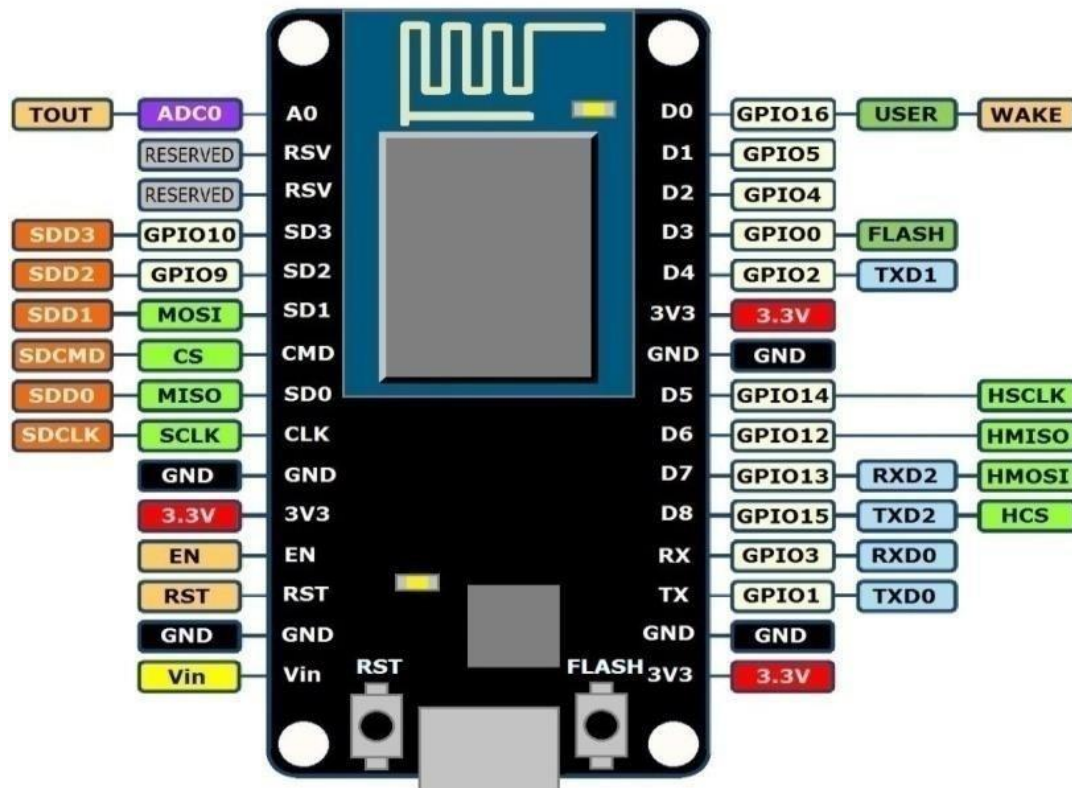 TOUT ADC0 A0 D0 GPIO16 USER WAKE
RESERVED RSV D1 GPIO5
RESERVED RSV D2 GPIO4
SDD3 GPIO10 SD3 D3 GPIO0 FLASH
SDD2 GPIO9 SD2 D4 GPIO2 TXD1
SDD1 MOSI SD1 3V3 3.3V
SDCMD CS CMD GND GND
SDD0 MISO SD0 D5 GPIO14 HSCLK
SDCLK SCLK CLK D6 GPIO12 HMISO
GND GND D7 GPIO13 RXD2 HMOSI
3.3V 3V3 D8 GPIO15 TXD2 HCS
EN EN RX GPIO3 RXD0
RST RST TX GPIO1 TXD0
GND GND GND GND
Vin Vin RST FLASH 3V3 3.3V